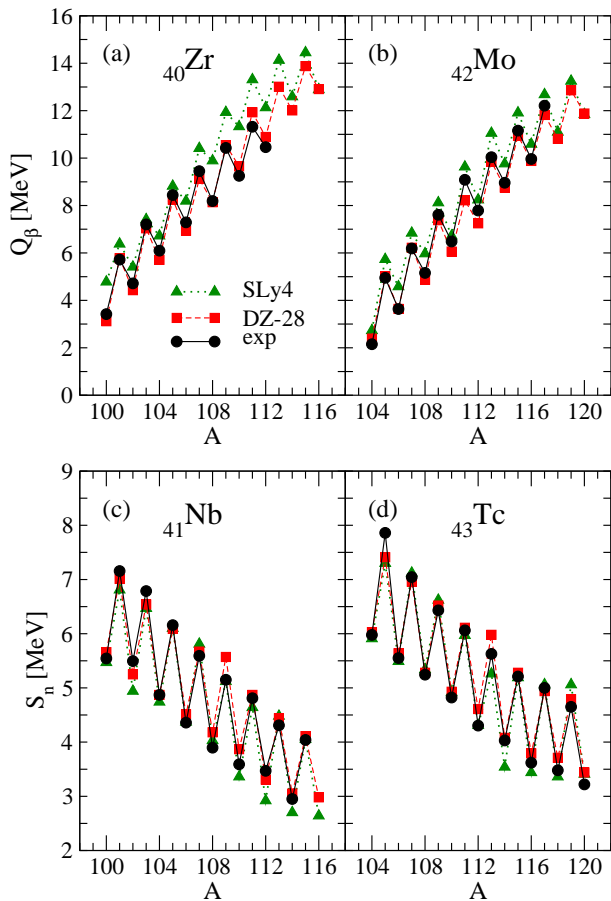 16
14
12
10
8
6
4
2
0
Q_β [MeV]
(a)
₄₀Zr
SLy4
DZ-28
exp
100 104 108 112 116
A
(b)
₄₂Mo
104 108 112 116 120
A
9
8
7
6
5
4
3
2
S_n [MeV]
(c)
₄₁Nb
100 104 108 112 116
A
(d)
₄₃Tc
104 108 112 116 120
A